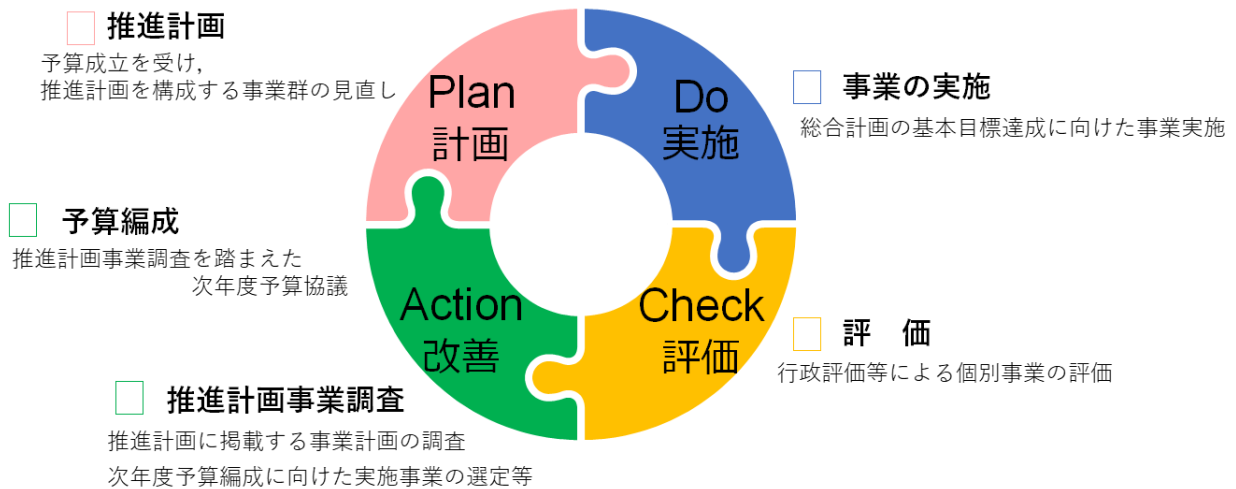 推進計画
予算成立を受け,
推進計画を構成する事業群の見直し
Plan
計画
Do
実施
事業の実施
総合計画の基本目標達成に向けた事業実施
予算編成
推進計画事業調査を踏まえた
次年度予算協議
Action
改善
Check
評価
評　価
行政評価等による個別事業の評価
推進計画事業調査
推進計画に掲載する事業計画の調査
次年度予算編成に向けた実施事業の選定等